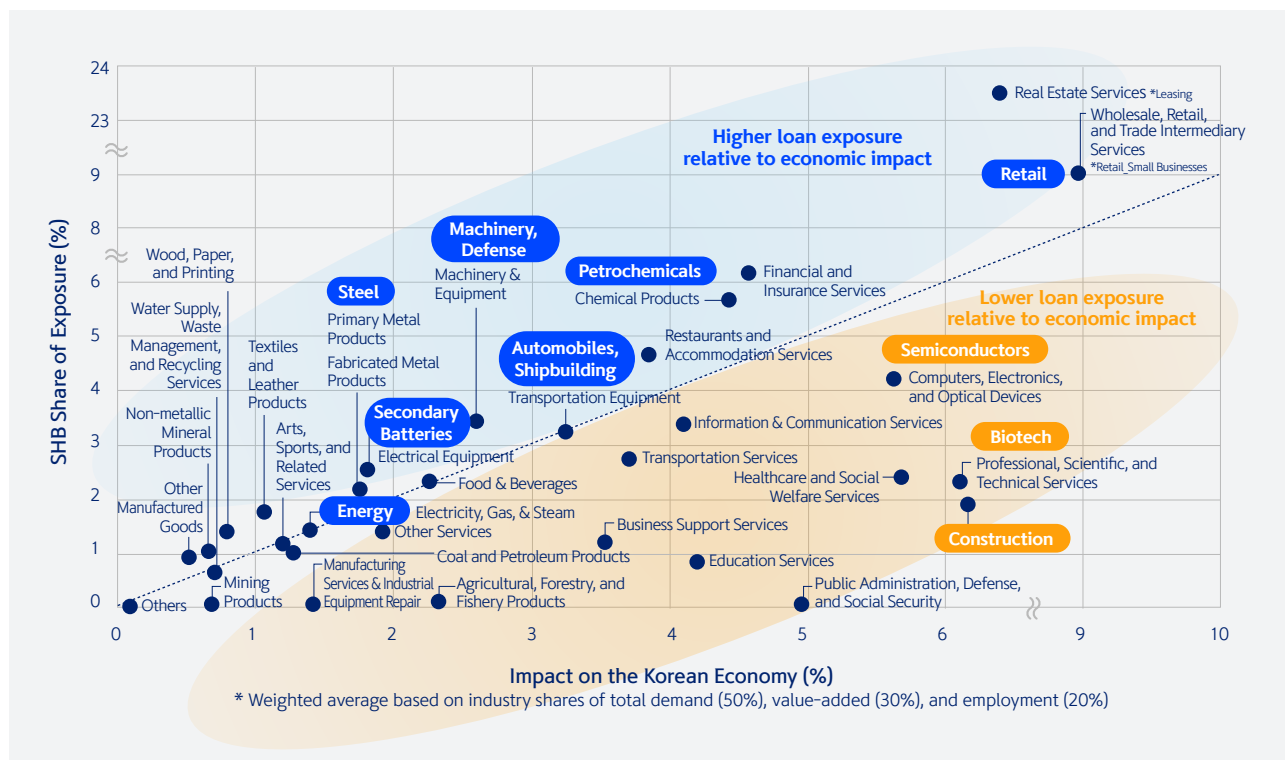 SHB Share of Exposure (%)
24
23
9
8
6
5
4
3
2
1
0
Higher loan exposure
relative to economic impact
Real Estate Services *Leasing
Wholesale, Retail,
and Trade Intermediary
Services
*Retail_Small Businesses
Retail
Machinery,
Defense
Machinery &
Equipment
Petrochemicals
Chemical Products
Financial and
Insurance Services
Wood, Paper,
and Printing
Steel
Primary Metal
Products
Fabricated Metal
Products
Lower loan exposure
relative to economic impact
Water Supply,
Waste
Management,
and Recycling
Services
Textiles
and
Leather
Products
Automobiles,
Shipbuilding
Transportation Equipment
Restaurants and
Accommodation Services
Semiconductors
Computers, Electronics,
and Optical Devices
Non-metallic
Mineral
Products
Arts,
Sports, and
Related
Services
Secondary
Batteries
Electrical Equipment
Information & Communication Services
Biotech
Professional, Scientific, and
Technical Services
Transportation Services
Healthcare and Social
Welfare Services
Food & Beverages
Other
Manufactured
Goods
Energy
Electricity, Gas, & Steam
Other Services
Business Support Services
Construction
Coal and Petroleum Products
Education Services
Manufacturing
Services & Industrial
Equipment Repair
Mining
Products
Others
Agricultural, Forestry, and
Fishery Products
Public Administration, Defense,
and Social Security
0
1
2
3
4
5
6
9
10
Impact on the Korean Economy (%)
* Weighted average based on industry shares of total demand (50%), value-added (30%), and employment (20%)